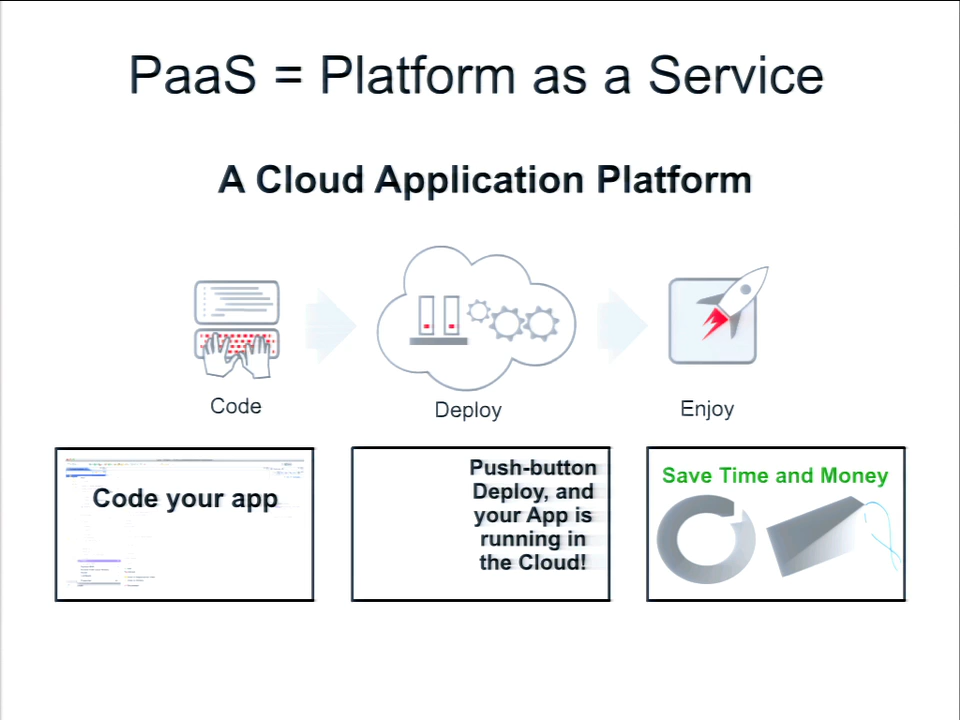 PaaS = Platform as a Service
A Cloud Application Platform
Code
Deploy
Enjoy
Code your app
Push-button
Deploy, and
your App is
running in
the Cloud!
Save Time and Money